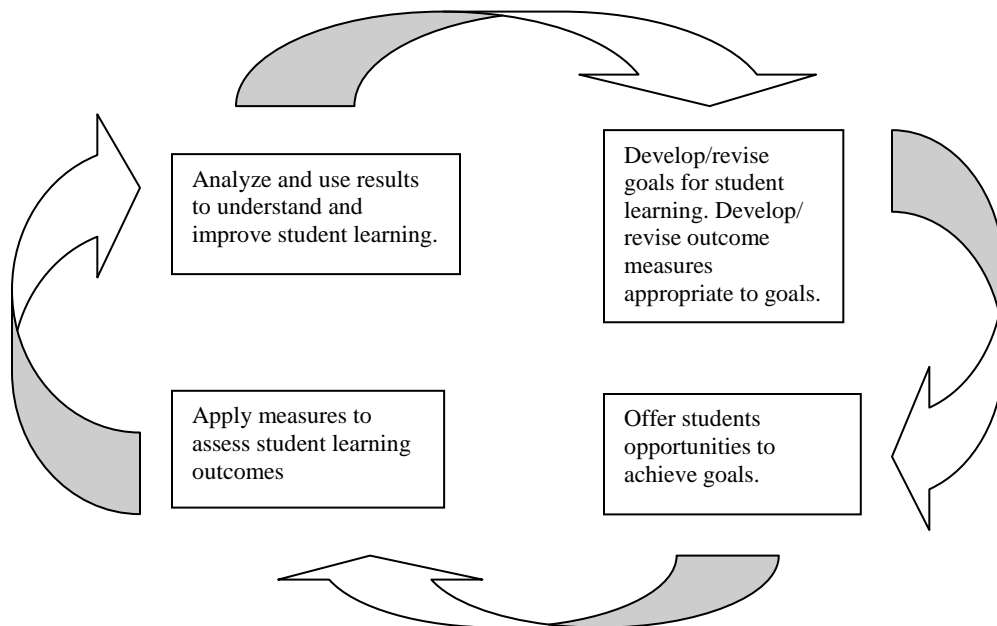 Analyze and use results
to understand and
improve student learning.
Develop/revise
goals for student
learning. Develop/
revise outcome
measures
appropriate to goals.
Apply measures to
assess student learning
outcomes
Offer students
opportunities to
achieve goals.